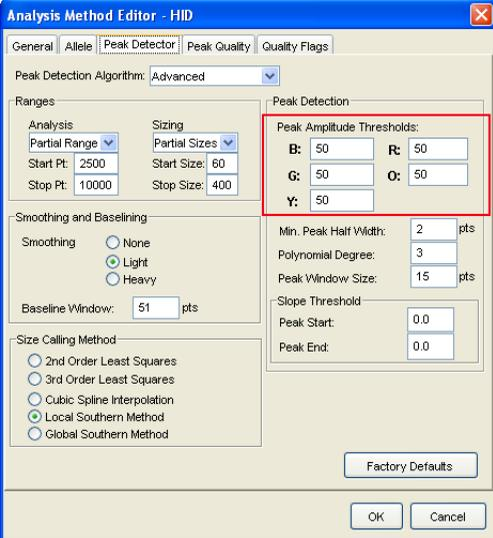 Analysis Method Editor - HID
General Allele Peak Detector Peak Quality Quality Flags
Peak Detection Algorithm: Advanced
Ranges
Analysis Sizing
Partial Range Partial Sizes
Start Pt: 2500 Start Size: 60
Stop Pt: 10000 Stop Size: 400
Smoothing and Baselining
Smoothing None
Light
Heavy
Baseline Window: 51 pts
Size Calling Method
2nd Order Least Squares
3rd Order Least Squares
Cubic Spline Interpolation
Local Southern Method
Global Southern Method
Peak Detection
Peak Amplitude Thresholds:
B: 50 R: 50
G: 50 O: 50
Y: 50
Min. Peak Half Width: 2 pts
Polynomial Degree: 3
Peak Window Size: 15 pts
Slope Threshold
Peak Start: 0.0
Peak End: 0.0
Factory Defaults
OK Cancel